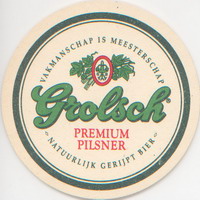 VAKMANSCHAP IS MEESTERSCHAP
Grolsch
PREMIUM
PILSNER
NATUURLIJK GERIJPT BIER